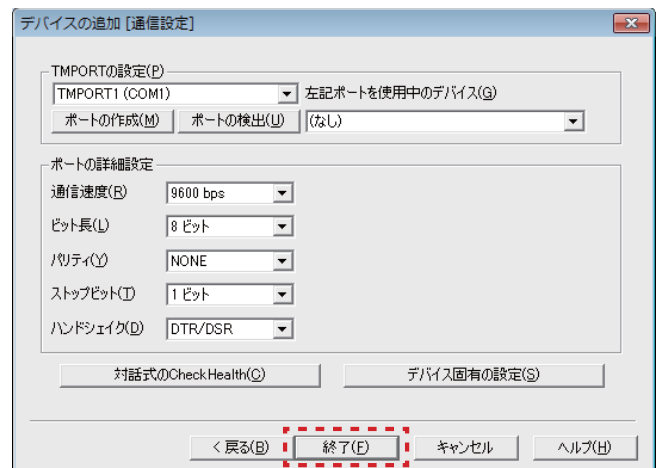 デバイスの追加 [通信設定]
TMPORTの設定(P)
TMPORT1 (COM1)
左記ポートを使用中のデバイス(G)
ポートの作成(M)
ポートの検出(U)
(なし)
ポートの詳細設定
通信速度(R)
9600 bps
ビット長(L)
8 ビット
パリティ(Y)
NONE
ストップビット(T)
1 ビット
ハンドシェイク(D)
DTR/DSR
対話式のCheckHealth(C)
デバイス固有の設定(S)
< 戻る(B)
終了(F)
キャンセル
ヘルプ(H)